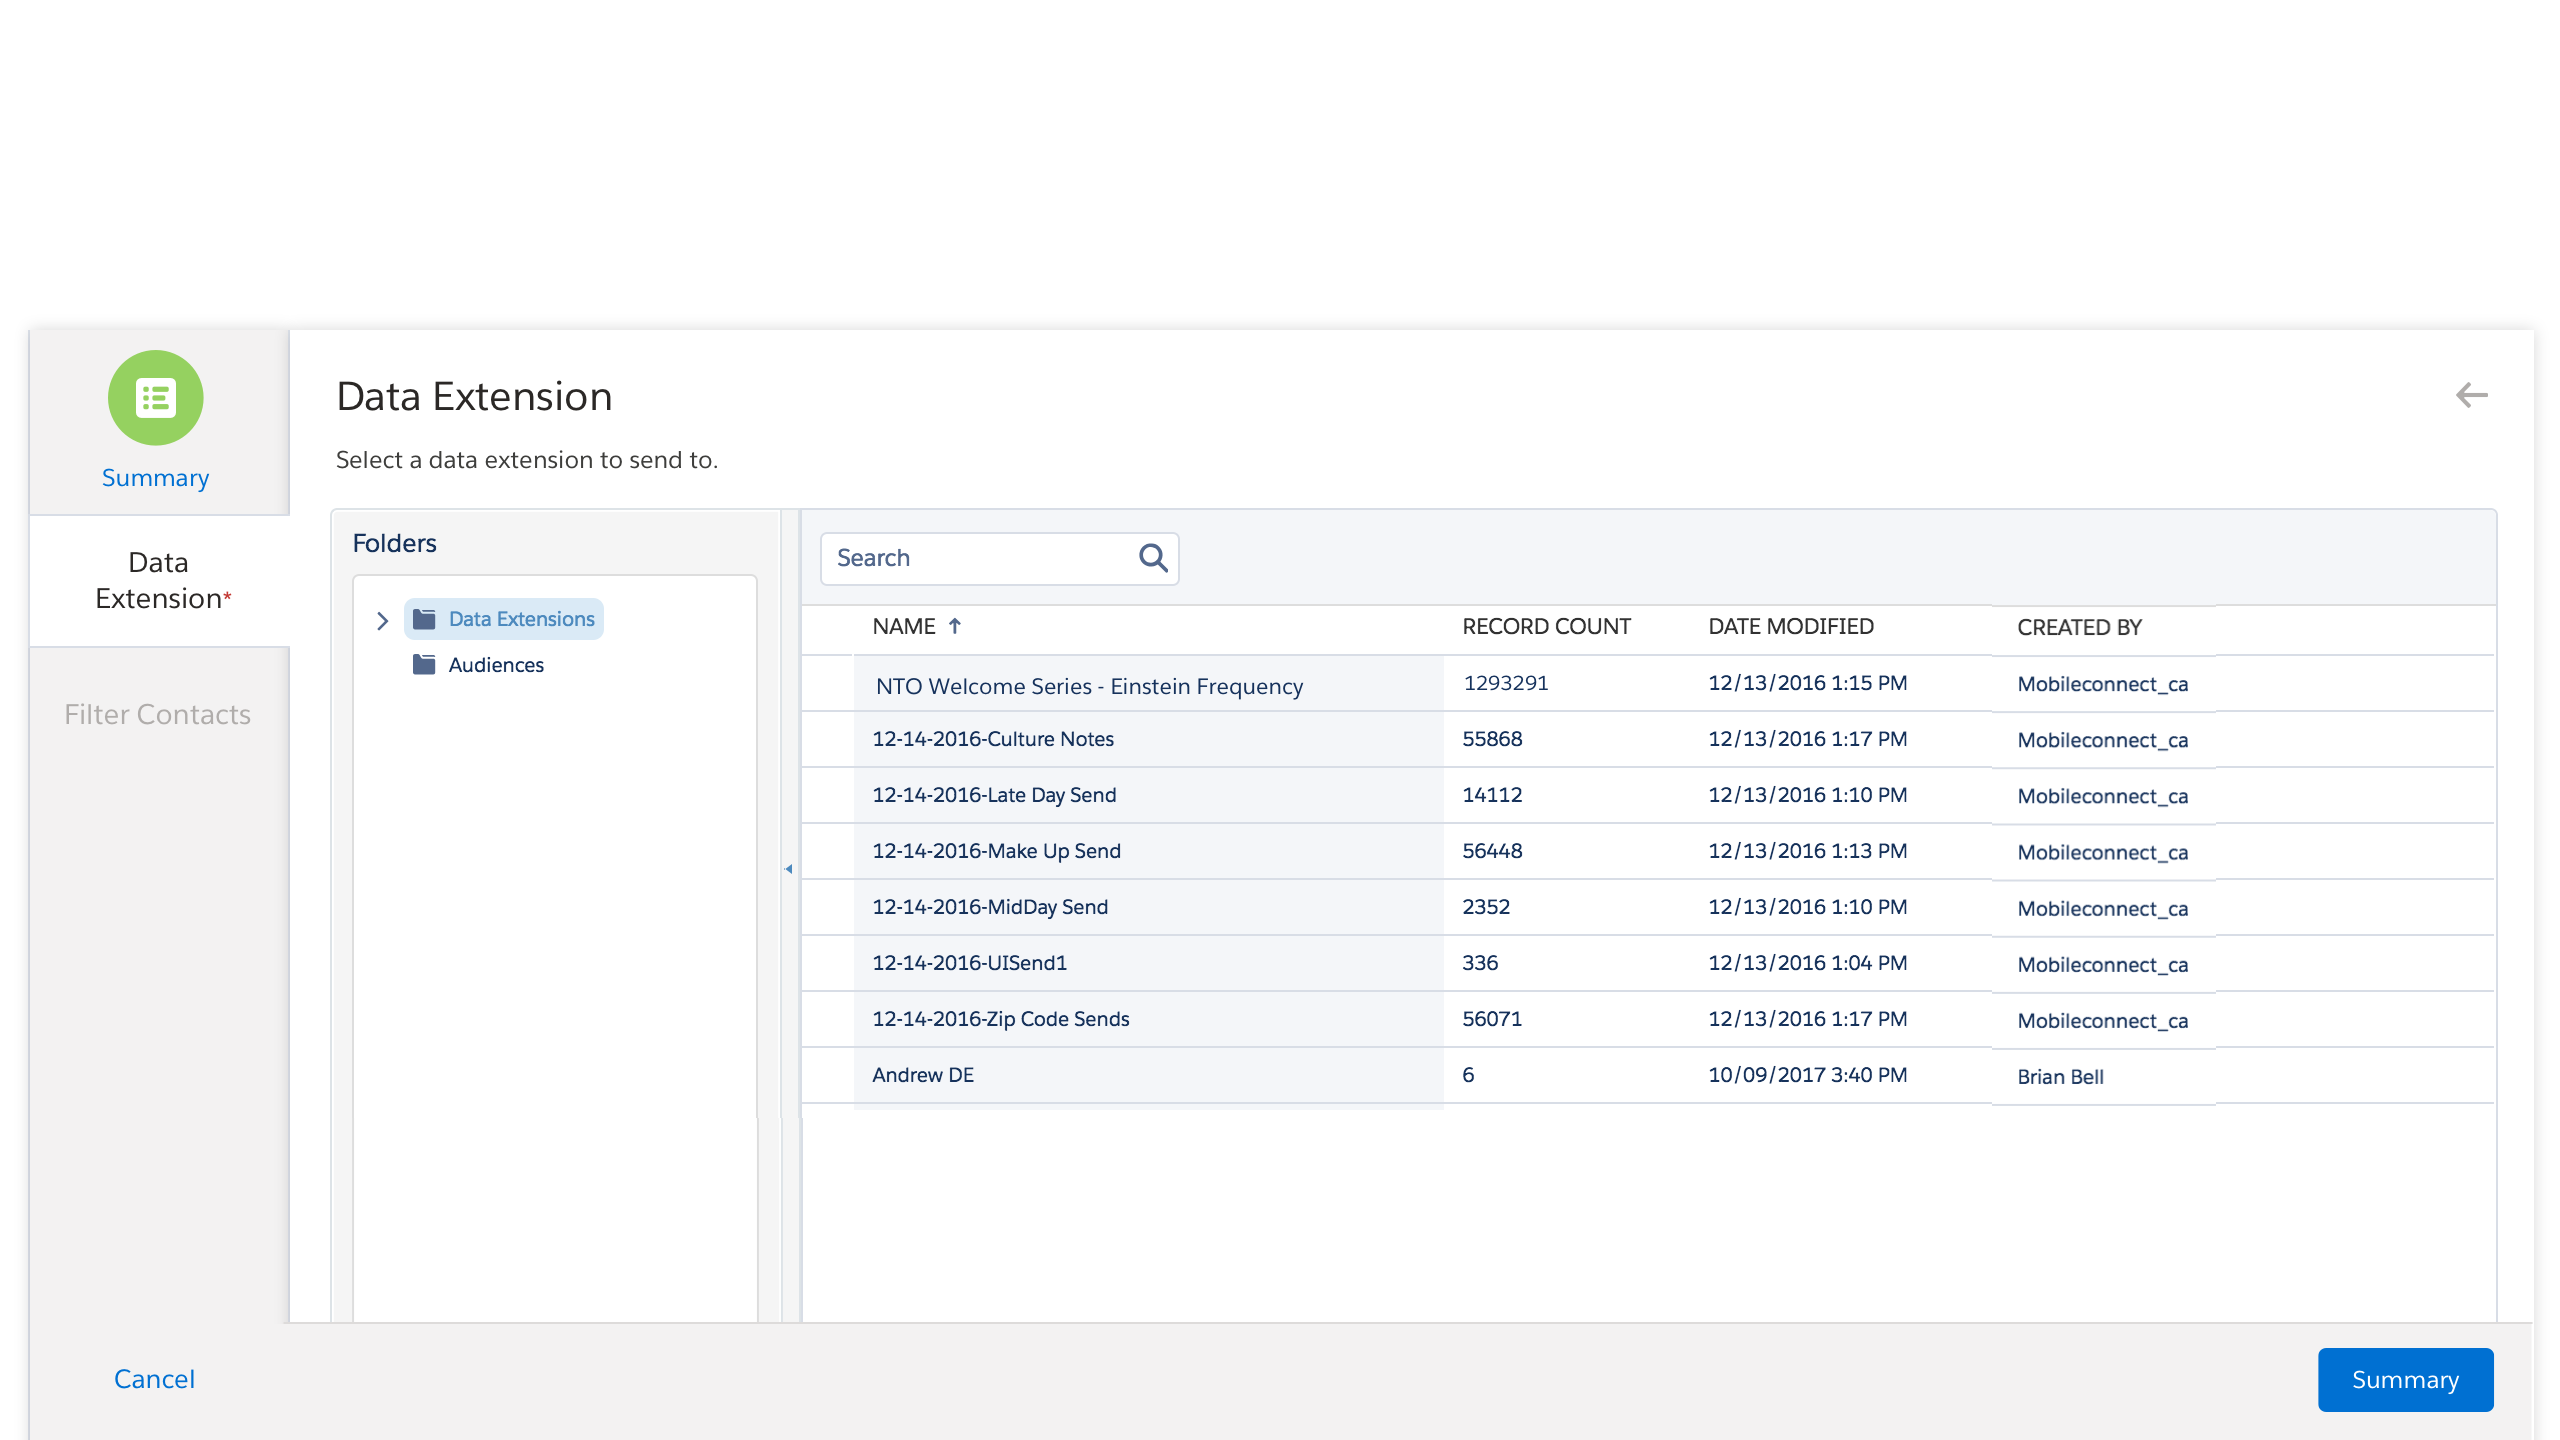 Summary
Data
Extension*
Filter Contacts
Data Extension
Select a data extension to send to.
Folders
Data Extensions
Audiences
Search
NAME ↑ RECORD COUNT DATE MODIFIED CREATED BY
NTO Welcome Series - Einstein Frequency 1293291 12/13/2016 1:15 PM Mobileconnect_ca
12-14-2016-Culture Notes 55868 12/13/2016 1:17 PM Mobileconnect_ca
12-14-2016-Late Day Send 14112 12/13/2016 1:10 PM Mobileconnect_ca
12-14-2016-Make Up Send 56448 12/13/2016 1:13 PM Mobileconnect_ca
12-14-2016-MidDay Send 2352 12/13/2016 1:10 PM Mobileconnect_ca
12-14-2016-UISend1 336 12/13/2016 1:04 PM Mobileconnect_ca
12-14-2016-Zip Code Sends 56071 12/13/2016 1:17 PM Mobileconnect_ca
Andrew DE 6 10/09/2017 3:40 PM Brian Bell
Cancel
Summary